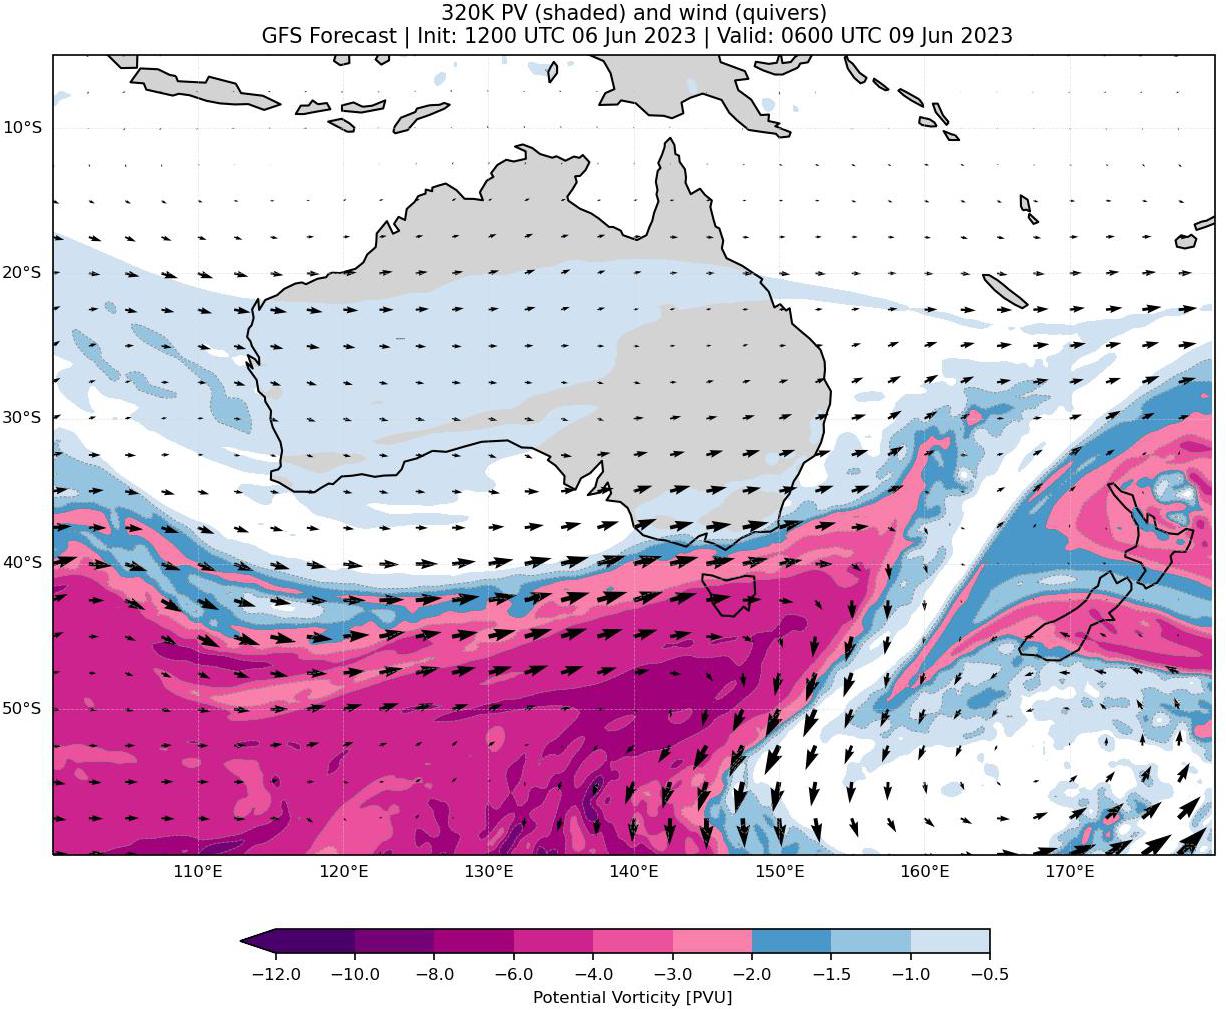 320K PV (shaded) and wind (quivers)
GFS Forecast | Init: 1200 UTC 06 Jun 2023 | Valid: 0600 UTC 09 Jun 2023
10°S
20°S
30°S
40°S
50°S
110°E 120°E 130°E 140°E 150°E 160°E 170°E
−12.0 −10.0 −8.0 −6.0 −4.0 −3.0 −2.0 −1.5 −1.0 −0.5
Potential Vorticity [PVU]